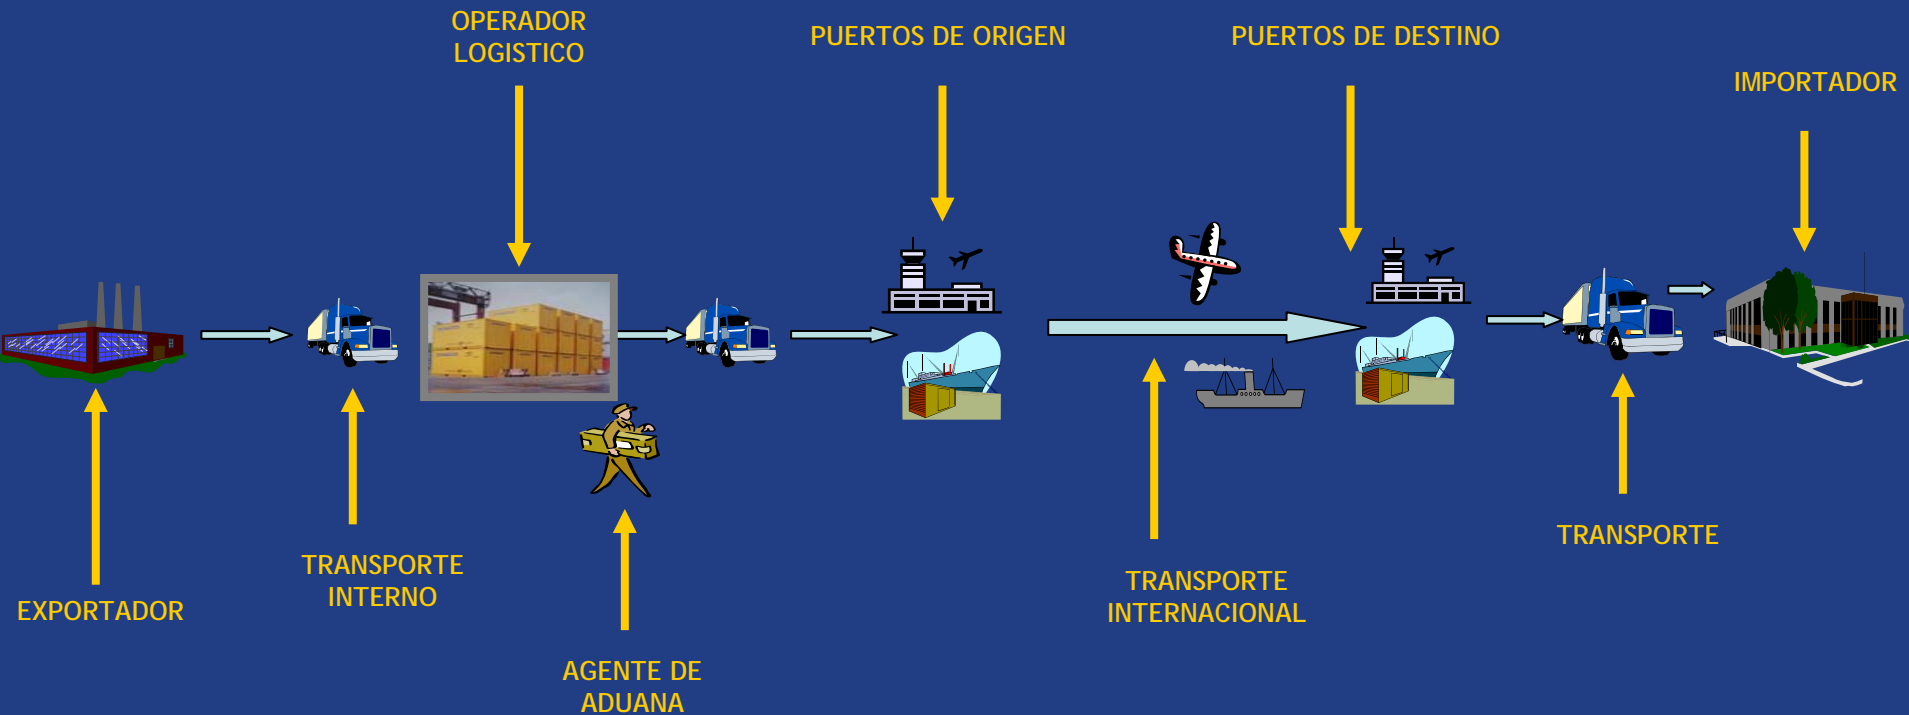 OPERADOR
LOGISTICO
PUERTOS DE ORIGEN
PUERTOS DE DESTINO
IMPORTADOR
EXPORTADOR
TRANSPORTE
INTERNO
AGENTE DE
ADUANA
TRANSPORTE
INTERNACIONAL
TRANSPORTE